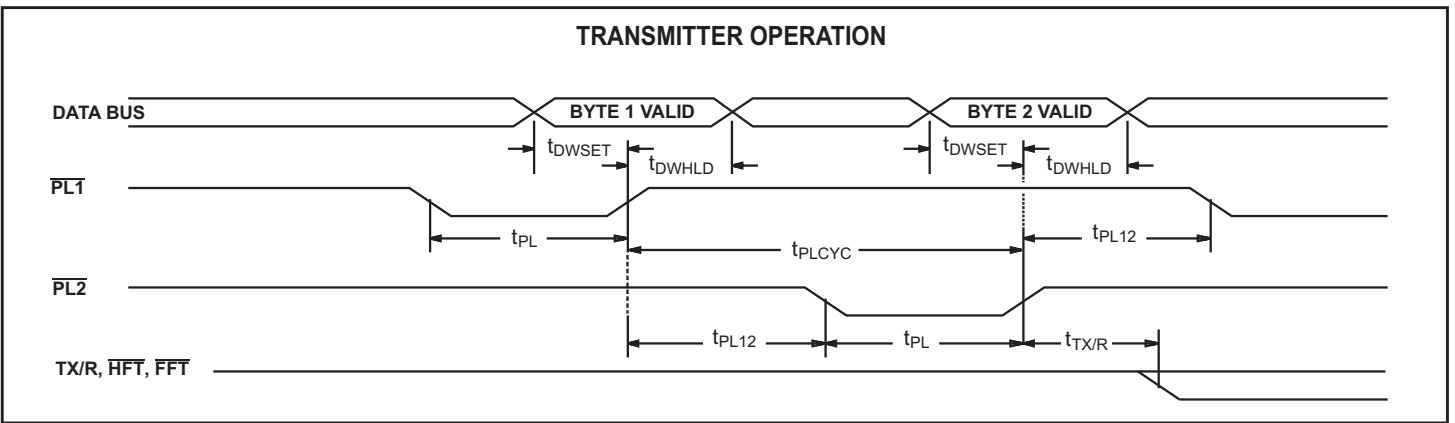 TRANSMITTER OPERATION
DATA BUS
BYTE 1 VALID
BYTE 2 VALID
tDWSET
tDWHLD
tDWSET
tDWHLD
PL1
tPL
tPLCYC
tPL12
PL2
tPL12
tPL
tTX/R
TX/R, HFT, FFT